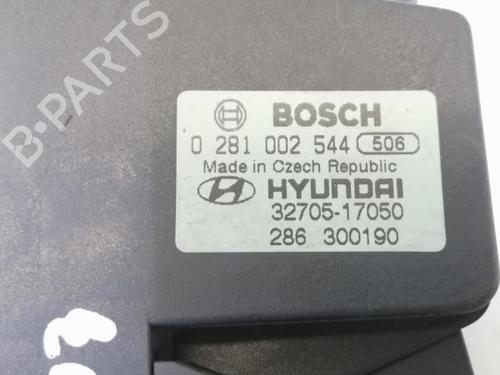 B-PARTS
BOSCH
0 281 002 544 506
Made in Czech Republic
HYUNDAI
32705-17050
286 300190